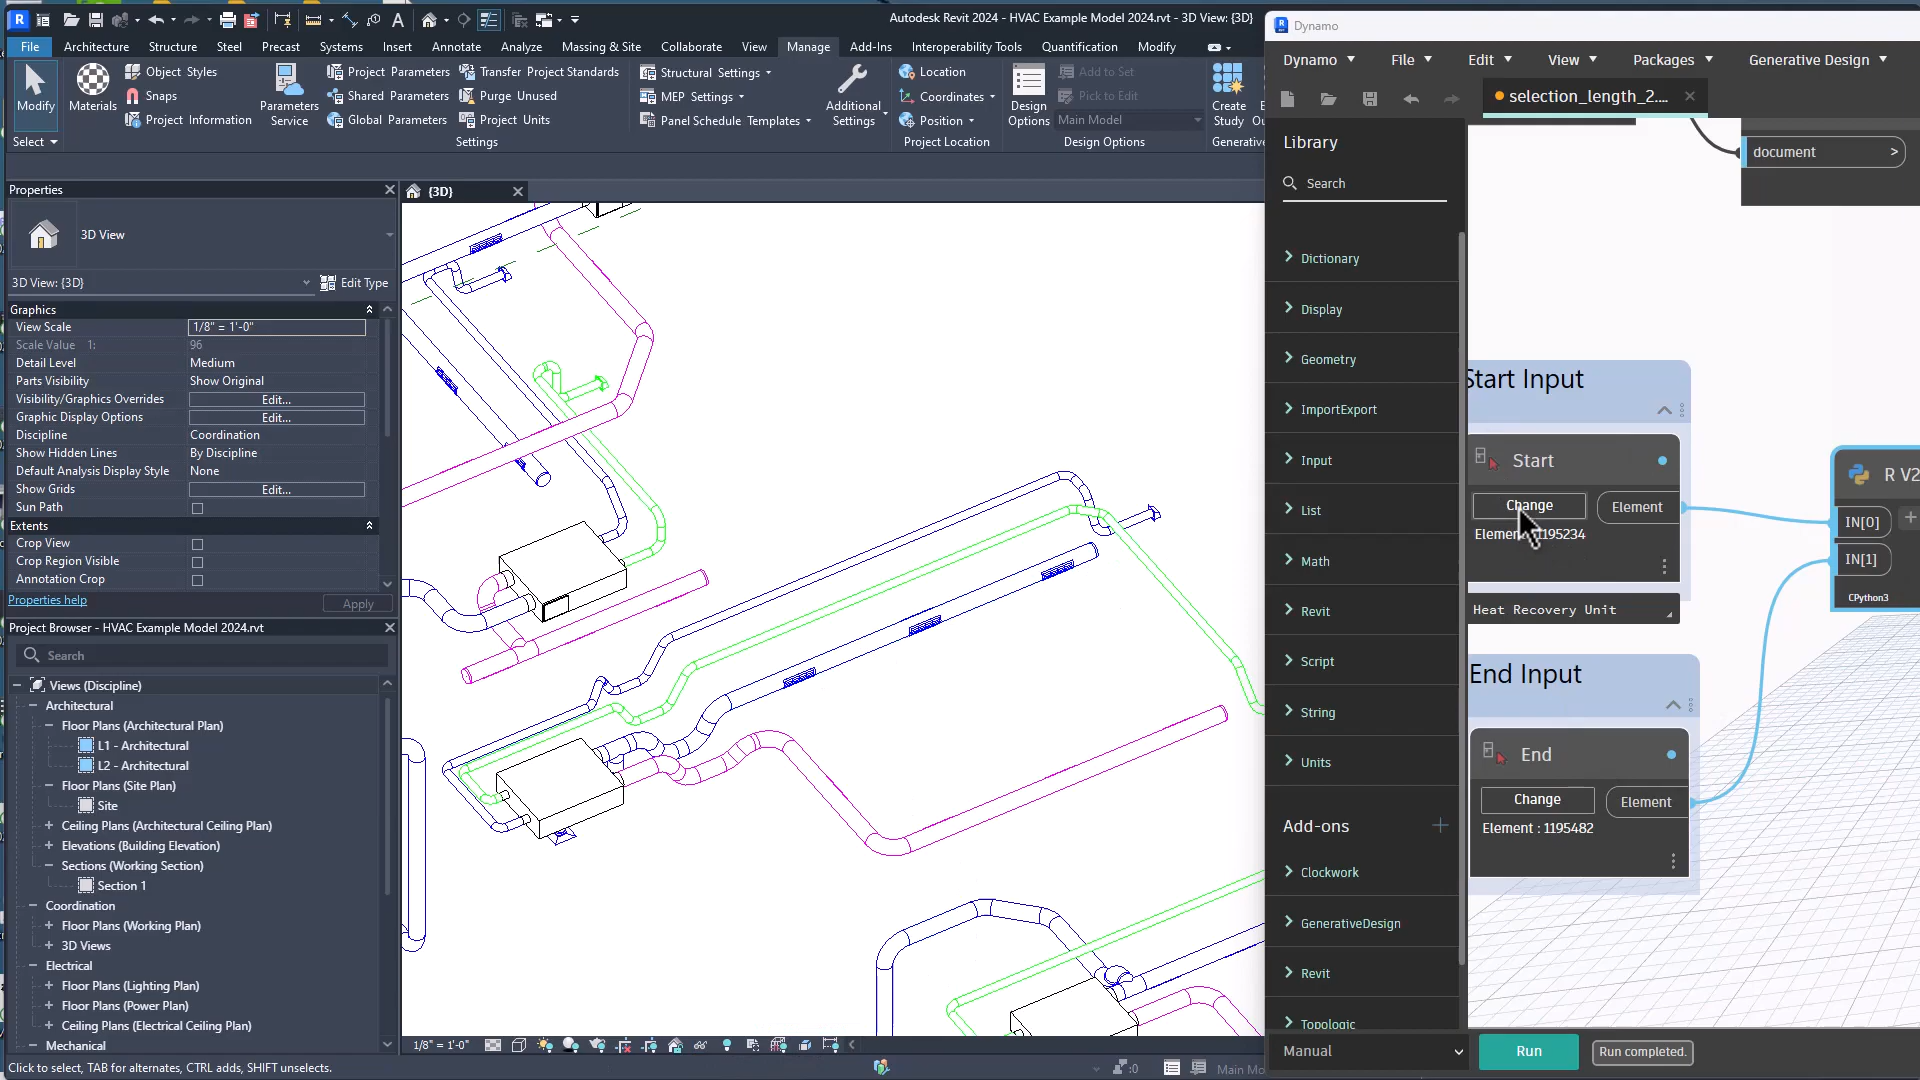 Autodesk Revit 2024 - HVAC Example Model 2024.rvt - 3D View: {3D}
File Architecture Structure Steel Precast Systems Insert Annotate Analyze Massing & Site Collaborate View Manage Add-Ins Interoperability Tools Quantification Modify
Modify
Select
Materials
Object Styles
Snaps
Project Information
Parameters
Service
Project Parameters
Shared Parameters
Global Parameters
Transfer Project Standards
Purge Unused
Project Units
Settings
Structural Settings
MEP Settings
Panel Schedule Templates
Additional
Settings
Location
Coordinates
Position
Project Location
Design
Options
Add to Set
Pick to Edit
Main Model
Design Options
Create
Study
Generative
Properties
3D View
3D View: {3D}
Edit Type
Graphics
View Scale 1/8" = 1'-0"
Scale Value 1: 96
Detail Level Medium
Parts Visibility Show Original
Visibility/Graphics Overrides Edit...
Graphic Display Options Edit...
Discipline Coordination
Show Hidden Lines By Discipline
Default Analysis Display Style None
Show Grids Edit...
Sun Path
Extents
Crop View
Crop Region Visible
Annotation Crop
Properties help Apply
Project Browser - HVAC Example Model 2024.rvt
Search
Views (Discipline)
Architectural
Floor Plans (Architectural Plan)
L1 - Architectural
L2 - Architectural
Floor Plans (Site Plan)
Site
Ceiling Plans (Architectural Ceiling Plan)
Elevations (Building Elevation)
Sections (Working Section)
Section 1
Coordination
Floor Plans (Working Plan)
3D Views
Electrical
Floor Plans (Lighting Plan)
Floor Plans (Power Plan)
Ceiling Plans (Electrical Ceiling Plan)
Mechanical
Click to select, TAB for alternates, CTRL adds, SHIFT unselects.
{3D}
1/8" = 1'-0"
:0
Main Mo
Dynamo
Dynamo File Edit View Packages Generative Design
selection_length_2....
Library
Search
Dictionary
Display
Geometry
ImportExport
Input
List
Math
Revit
Script
String
Units
Add-ons
Clockwork
GenerativeDesign
Revit
Topologic
document >
Start Input
Start
Change
Element
1195234
Heat Recovery Unit
End Input
End
Change
Element
Element : 1195482
R V2
IN[0]
IN[1]
CPython3
Manual
Run
Run completed.